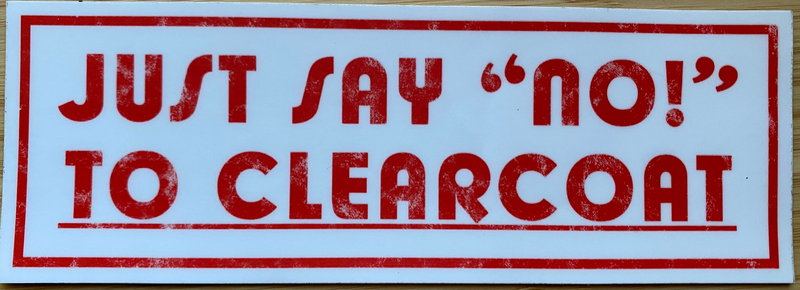 JUST SAY “NO!”
TO CLEARCOAT